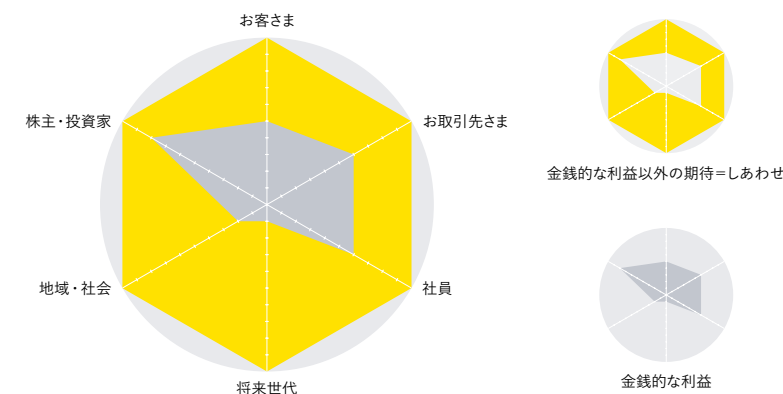 お客さま
株主・投資家
お取引先さま
地域・社会
社員
将来世代
金銭的な利益以外の期待=しあわせ
金銭的な利益